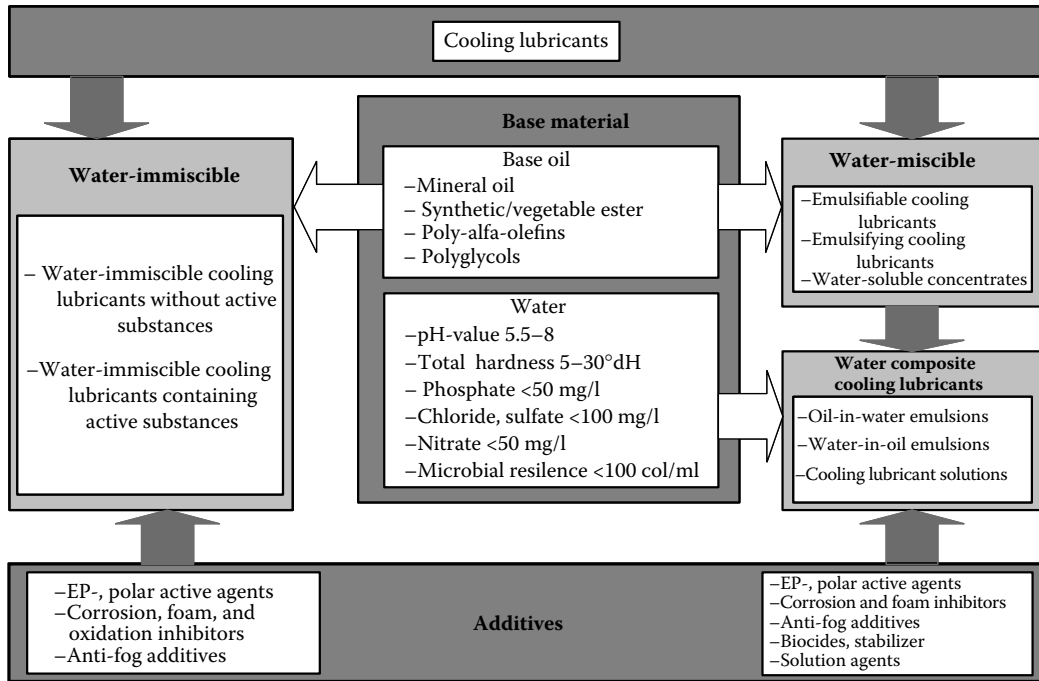 Cooling lubricants
Water-immiscible
– Water-immiscible cooling
lubricants without active
substances
–Water-immiscible cooling
lubricants containing
active substances
Base material
Base oil
–Mineral oil
– Synthetic/vegetable ester
– Poly-alfa-olefins
– Polyglycols
Water
–pH-value 5.5–8
–Total hardness 5–30°dH
– Phosphate <50 mg/l
–Chloride, sulfate <100 mg/l
–Nitrate <50 mg/l
–Microbial resilence <100 col/ml
Water-miscible
–Emulsifiable cooling
lubricants
–Emulsifying cooling
lubricants
–Water-soluble concentrates
Water composite
cooling lubricants
–Oil-in-water emulsions
–Water-in-oil emulsions
–Cooling lubricant solutions
–EP-, polar active agents
–Corrosion, foam, and
oxidation inhibitors
–Anti-fog additives
Additives
–EP-, polar active agents
–Corrosion and foam inhibitors
–Anti-fog additives
–Biocides, stabilizer
–Solution agents